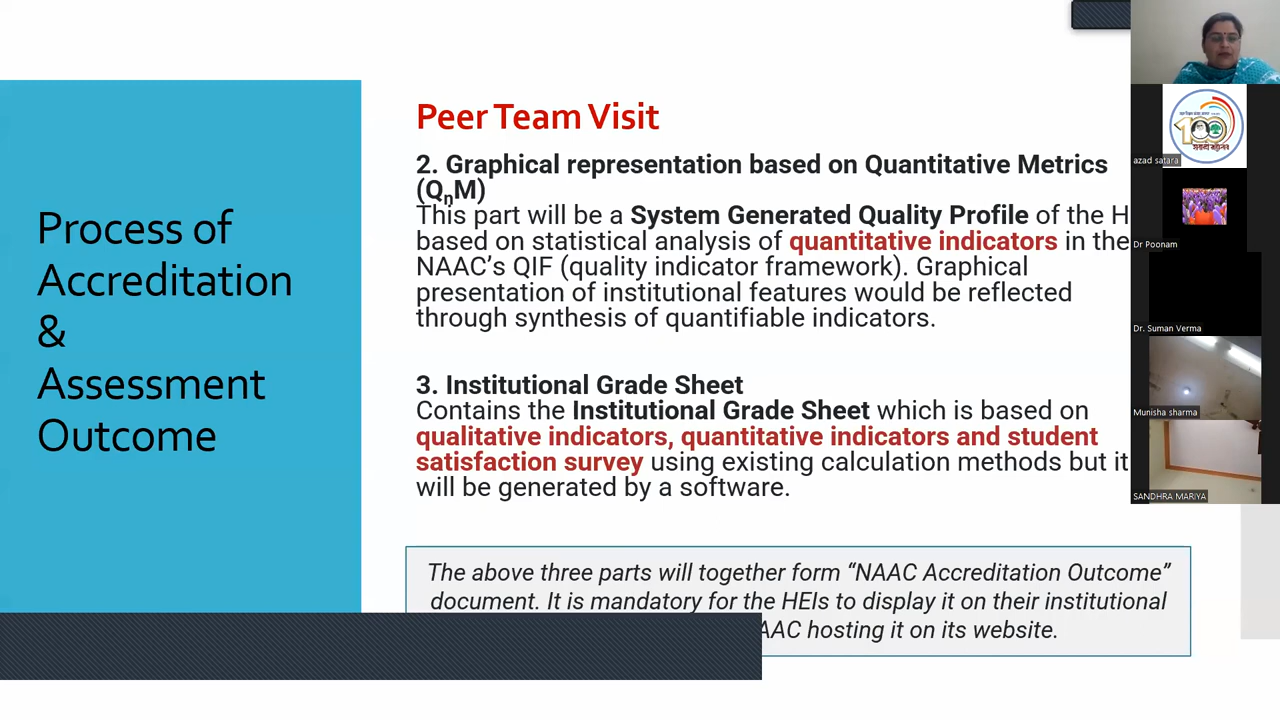 Process of
Accreditation
&
Assessment
Outcome
Peer Team Visit
2. Graphical representation based on Quantitative Metrics
(QnM)
This part will be a System Generated Quality Profile of the H
based on statistical analysis of quantitative indicators in the
NAAC’s QIF (quality indicator framework). Graphical
presentation of institutional features would be reflected
through synthesis of quantifiable indicators.
3. Institutional Grade Sheet
Contains the Institutional Grade Sheet which is based on
qualitative indicators, quantitative indicators and student
satisfaction survey using existing calculation methods but it
will be generated by a software.
The above three parts will together form “NAAC Accreditation Outcome”
document. It is mandatory for the HEIs to display it on their institutional
AAC hosting it on its website.
100
azad satara
Dr Poonam
Dr. Suman Verma
Munisha sharma
SANDHRA MARIYA